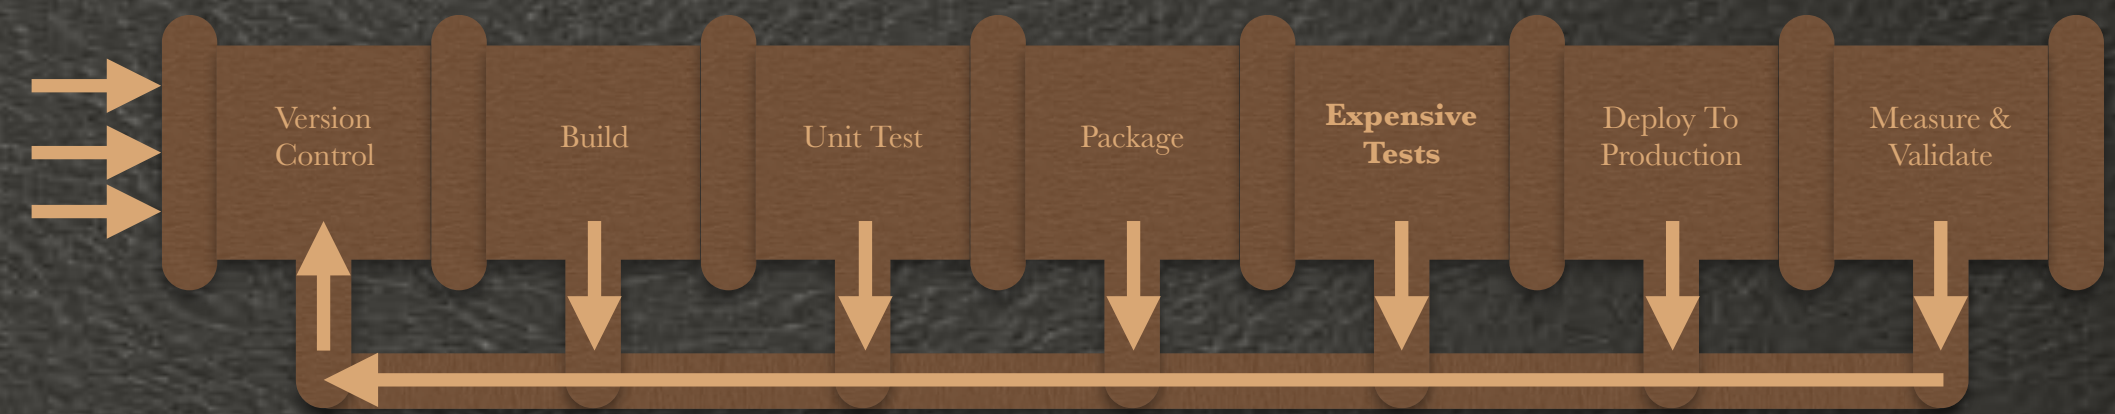 Version
Control
Build
Unit Test
Package
Expensive
Tests
Deploy To
Production
Measure &
Validate